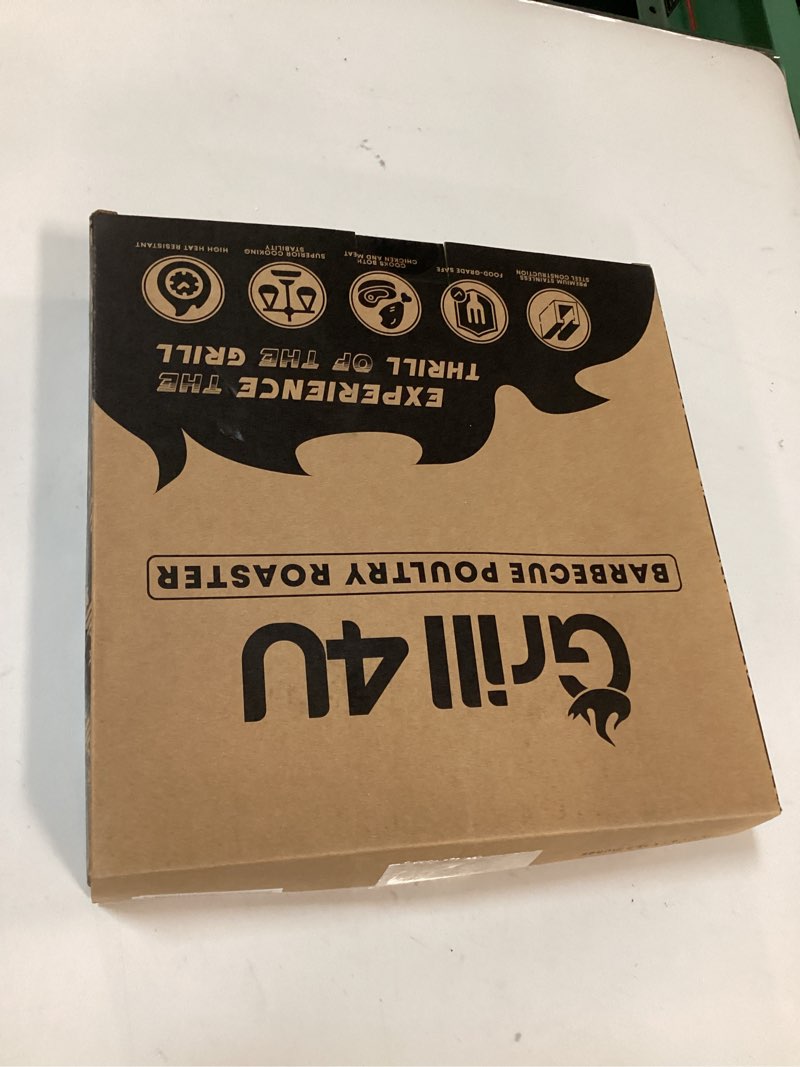 Grill 4U
BARBECUE POULTRY ROASTER
EXPERIENCE THE
THRILL OF THE GRILL
PREMIUM STAINLESS
STEEL CONSTRUCTION
FOOD-GRADE SAFE
COOKS BOTH
CHICKEN AND MEAT
SUPERIOR COOKING
STABILITY
HIGH HEAT RESISTANT